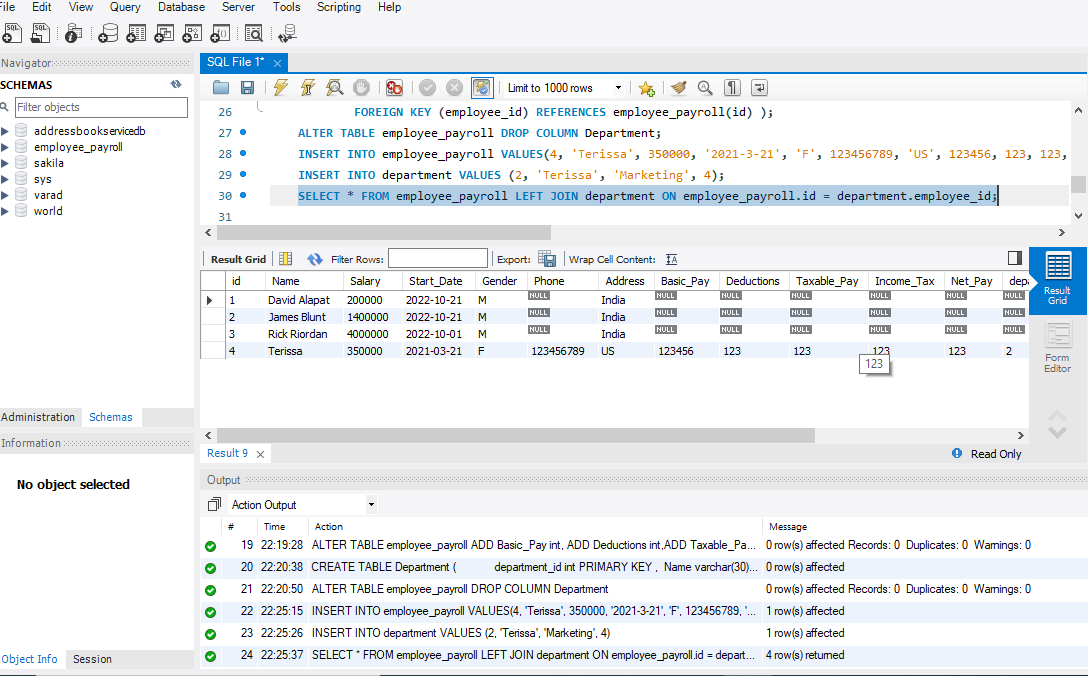 File Edit View Query Database Server Tools Scripting Help
SQL SQL
Navigator
SCHEMAS
Filter objects
addressbookservicedb
employee_payroll
sakila
sys
varad
world
Administration Schemas
Information
No object selected
Object Info Session
SQL File 1*
Limit to 1000 rows
26 FOREIGN KEY (employee_id) REFERENCES employee_payroll(id) );
27 ALTER TABLE employee_payroll DROP COLUMN Department;
28 INSERT INTO employee_payroll VALUES(4, 'Terissa', 350000, '2021-3-21', 'F', 123456789, 'US', 123456, 123, 123,
29 INSERT INTO department VALUES (2, 'Terissa', 'Marketing', 4);
30 SELECT * FROM employee_payroll LEFT JOIN department ON employee_payroll.id = department.employee_id;
31
Result Grid Filter Rows: Export: Wrap Cell Content: IA
id Name Salary Start_Date Gender Phone Address Basic_Pay Deductions Taxable_Pay Income_Tax Net_Pay depa
1 David Alapat 200000 2022-10-21 M NULL India NULL NULL NULL NULL NULL NULL
2 James Blunt 1400000 2022-10-21 M NULL India NULL NULL NULL NULL NULL NULL
3 Rick Riordan 4000000 2022-10-01 M NULL India NULL NULL NULL NULL NULL NULL
4 Terissa 350000 2021-03-21 F 123456789 US 123456 123 123 123 123 2
123
Result Grid
Form Editor
Result 9 Read Only
Output
Action Output
# Time Action Message
19 22:19:28 ALTER TABLE employee_payroll ADD Basic_Pay int, ADD Deductions int,ADD Taxable_Pa... 0 row(s) affected Records: 0 Duplicates: 0 Warnings: 0
20 22:20:38 CREATE TABLE Department ( department_id int PRIMARY KEY , Name varchar(30)... 0 row(s) affected
21 22:20:50 ALTER TABLE employee_payroll DROP COLUMN Department 0 row(s) affected Records: 0 Duplicates: 0 Warnings: 0
22 22:25:15 INSERT INTO employee_payroll VALUES(4, 'Terissa', 350000, '2021-3-21', 'F', 123456789, '... 1 row(s) affected
23 22:25:26 INSERT INTO department VALUES (2, 'Terissa', 'Marketing', 4) 1 row(s) affected
24 22:25:37 SELECT * FROM employee_payroll LEFT JOIN department ON employee_payroll.id = depart... 4 row(s) returned